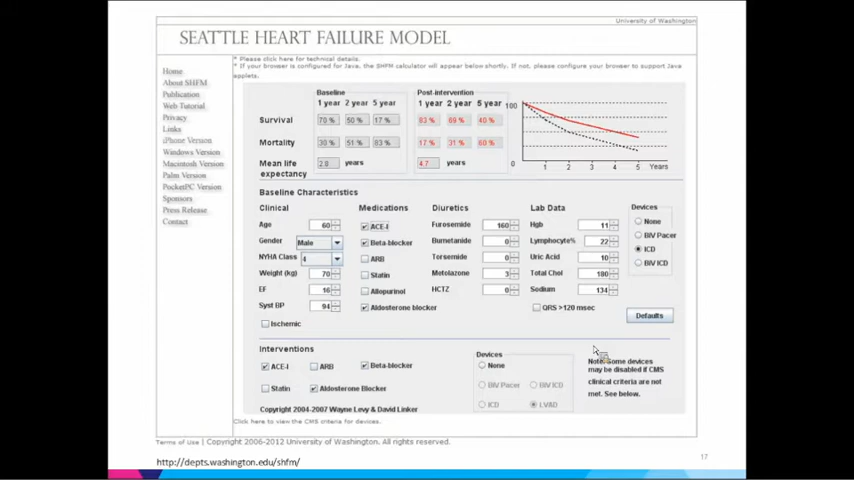 University of Washington
SEATTLE HEART FAILURE MODEL
* Please click here for technical details.
* If your browser is configured for Java, the SHFM calculator will appear below shortly. If not, please configure your browser to support Java applets.
Home
About SHFM
Publication
Web Tutorial
Privacy
Links
iPhone Version
Windows Version
Macintosh Version
Palm Version
PocketPC Version
Sponsors
Press Release
Contact
Baseline Post-intervention
1 year 2 year 5 year 1 year 2 year 5 year
Survival 70 % 50 % 17 % 83 % 69 % 40 %
Mortality 30 % 51 % 83 % 17 % 31 % 60 %
Mean life expectancy 2.8 years 4.7 years
100
0
1 2 3 4 5 Years
Baseline Characteristics
Clinical Medications Diuretics Lab Data Devices
Age 60 ACE-I Furosemide 160 Hgb 11 None
Gender Male Beta-blocker Bumetanide 0 Lymphocyte% 22 BiV Pacer
NYHA Class 4 ARB Torsemide 0 Uric Acid 10 ICD
Weight (kg) 70 Statin Metolazone 3 Total Chol 180 BiV ICD
EF 16 Allopurinol HCTZ 0 Sodium 134
Syst BP 94 Aldosterone blocker QRS >120 msec Defaults
Ischemic
Interventions
ACE-I ARB Beta-blocker
Statin Aldosterone Blocker
Devices
None
BiV Pacer BiV ICD
ICD LVAD
Note: Some devices
may be disabled if CMS
clinical criteria are not
met. See below.
Copyright 2004-2007 Wayne Levy & David Linker
Click here to view the CMS criteria for devices.
Terms of Use | Copyright 2006-2012 University of Washington. All rights reserved.
http://depts.washington.edu/shfm/
17